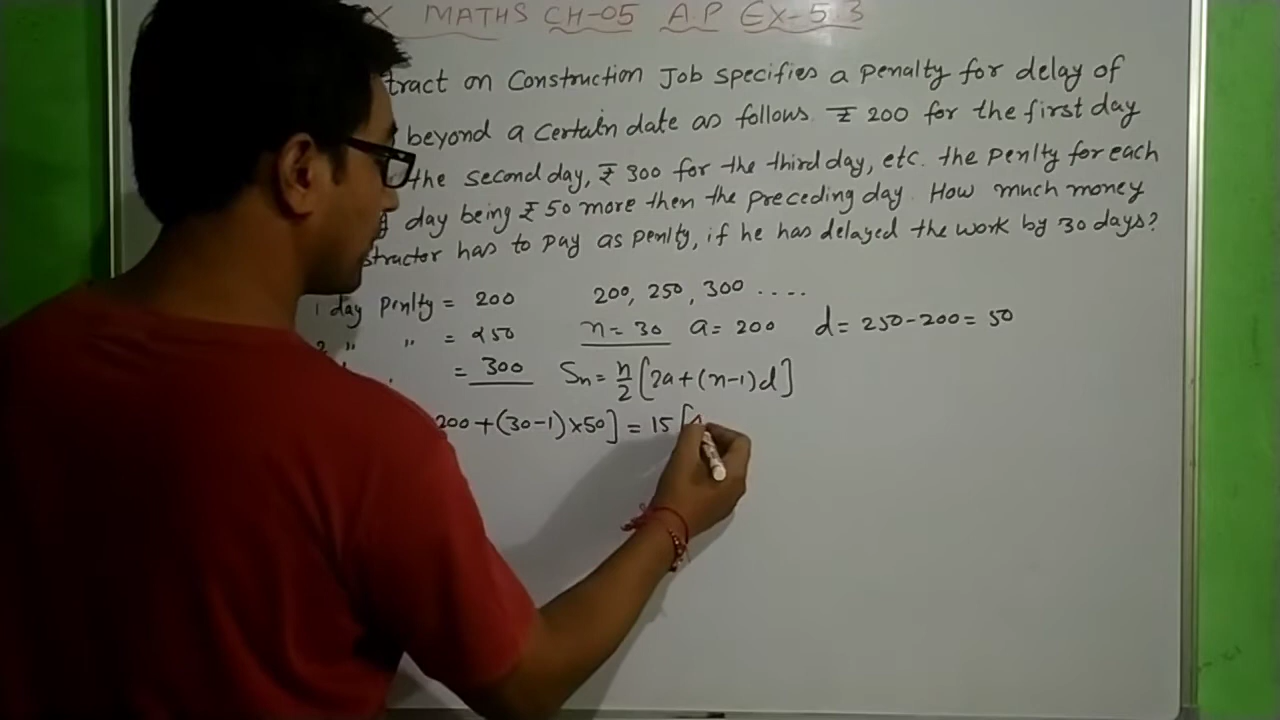 X MATHS CH-05 A.P EX-5.3
tract on Construction Job specifies a penalty for delay of
beyond a certain date as follows ₹ 200 for the first day
the second day, ₹ 300 for the third day, etc. the Penlty for each
day being ₹ 50 more then the preceding day. How much money
structor has to pay as penlty, if he has delayed the work by 30 days?
1 day penlty = 200 200, 250, 300 ....
2 " " = 250 n = 30 a = 200 d = 250-200 = 50
= 300 Sn = n/2 [2a+(n-1)d]
200+(30-1)×50] = 15 [